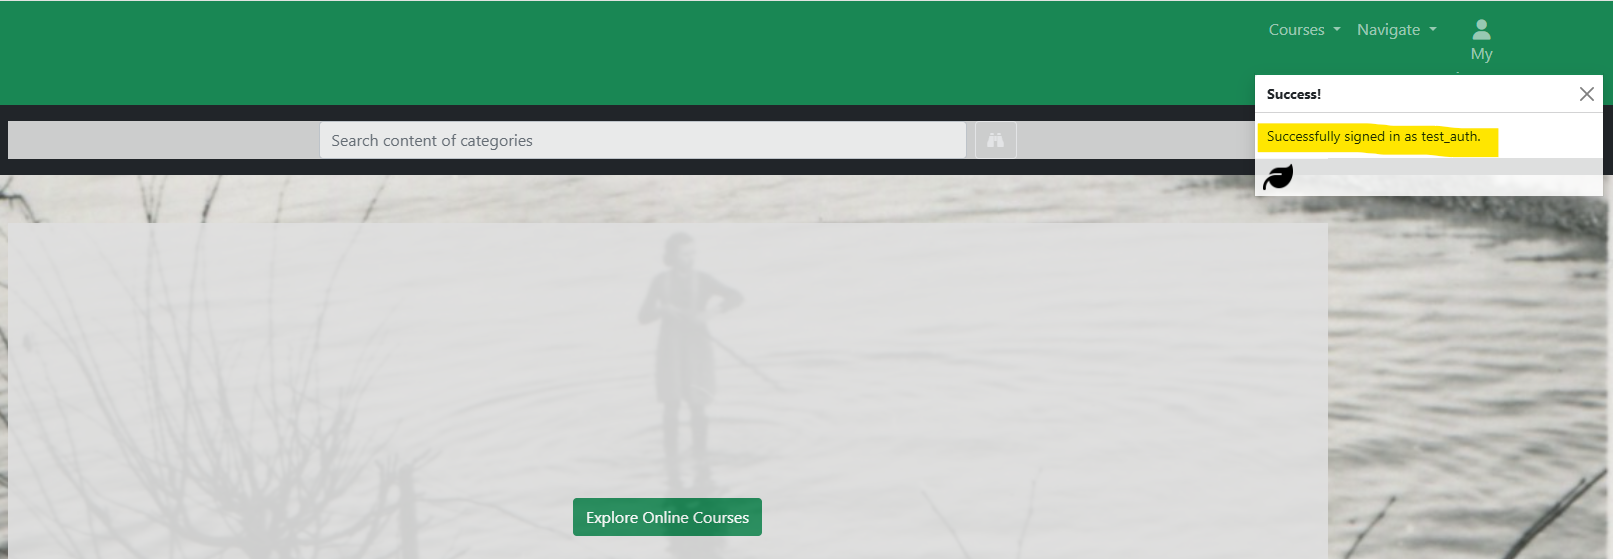 Courses Navigate
My
Success!
Successfully signed in as test_auth.
Search content of categories
Explore Online Courses